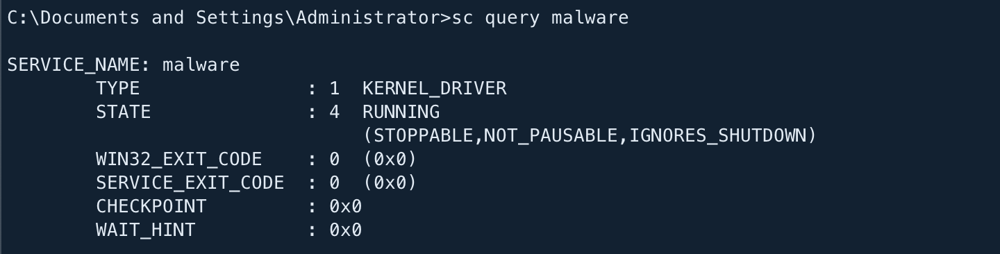 C:\Documents and Settings\Administrator>sc query malware
SERVICE_NAME: malware
        TYPE               : 1  KERNEL_DRIVER
        STATE              : 4  RUNNING
                                (STOPPABLE,NOT_PAUSABLE,IGNORES_SHUTDOWN)
        WIN32_EXIT_CODE    : 0  (0x0)
        SERVICE_EXIT_CODE  : 0  (0x0)
        CHECKPOINT         : 0x0
        WAIT_HINT          : 0x0